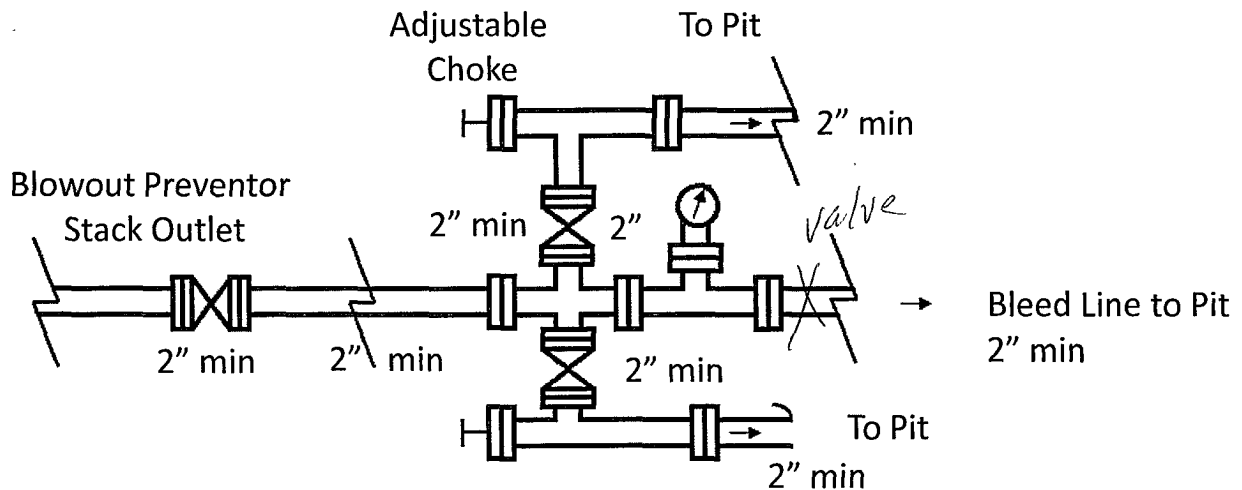 Adjustable
Choke
To Pit
2” min
Blowout Preventor
Stack Outlet
2” min
2”
valve
Bleed Line to Pit
2” min
2” min
2” min
2” min
To Pit
2” min